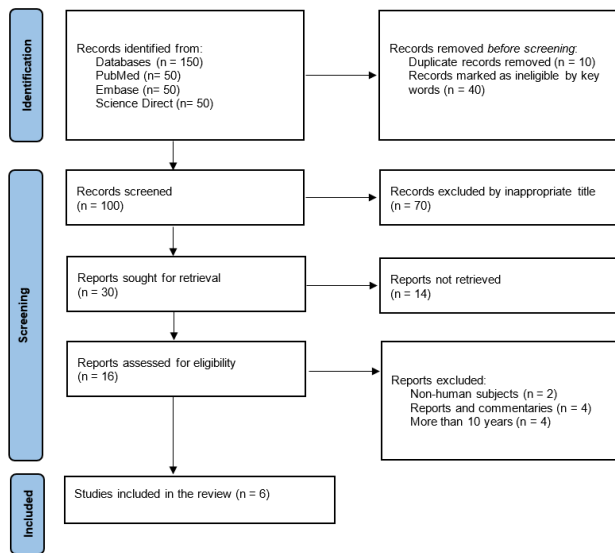 Identification
Records identified from:
Databases (n = 150)
PubMed (n= 50)
Embase (n= 50)
Science Direct (n= 50)
Records removed before screening:
Duplicate records removed (n = 10)
Records marked as ineligible by key
words (n = 40)
Screening
Records screened
(n = 100)
Records excluded by inappropriate title
(n = 70)
Reports sought for retrieval
(n = 30)
Reports not retrieved
(n = 14)
Reports assessed for eligibility
(n = 16)
Reports excluded:
Non-human subjects (n = 2)
Reports and commentaries (n = 4)
More than 10 years (n = 4)
Included
Studies included in the review (n = 6)